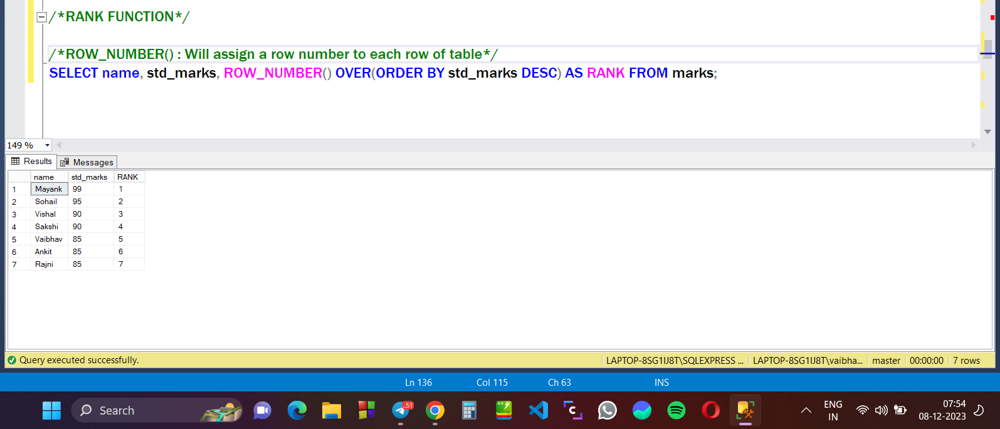 /*RANK FUNCTION*/
/*ROW_NUMBER() : Will assign a row number to each row of table*/
SELECT name, std_marks, ROW_NUMBER() OVER(ORDER BY std_marks DESC) AS RANK FROM marks;
149 %
Results Messages
name std_marks RANK
1 Mayank 99 1
2 Sohail 95 2
3 Vishal 90 3
4 Sakshi 90 4
5 Vaibhav 85 5
6 Ankit 85 6
7 Rajni 85 7
Query executed successfully. LAPTOP-8SG1IJ8T\SQLEXPRESS ... LAPTOP-8SG1IJ8T\vaibha... master 00:00:00 7 rows
Ln 136 Col 115 Ch 63 INS
Search .51 ENG IN 07:54
08-12-2023